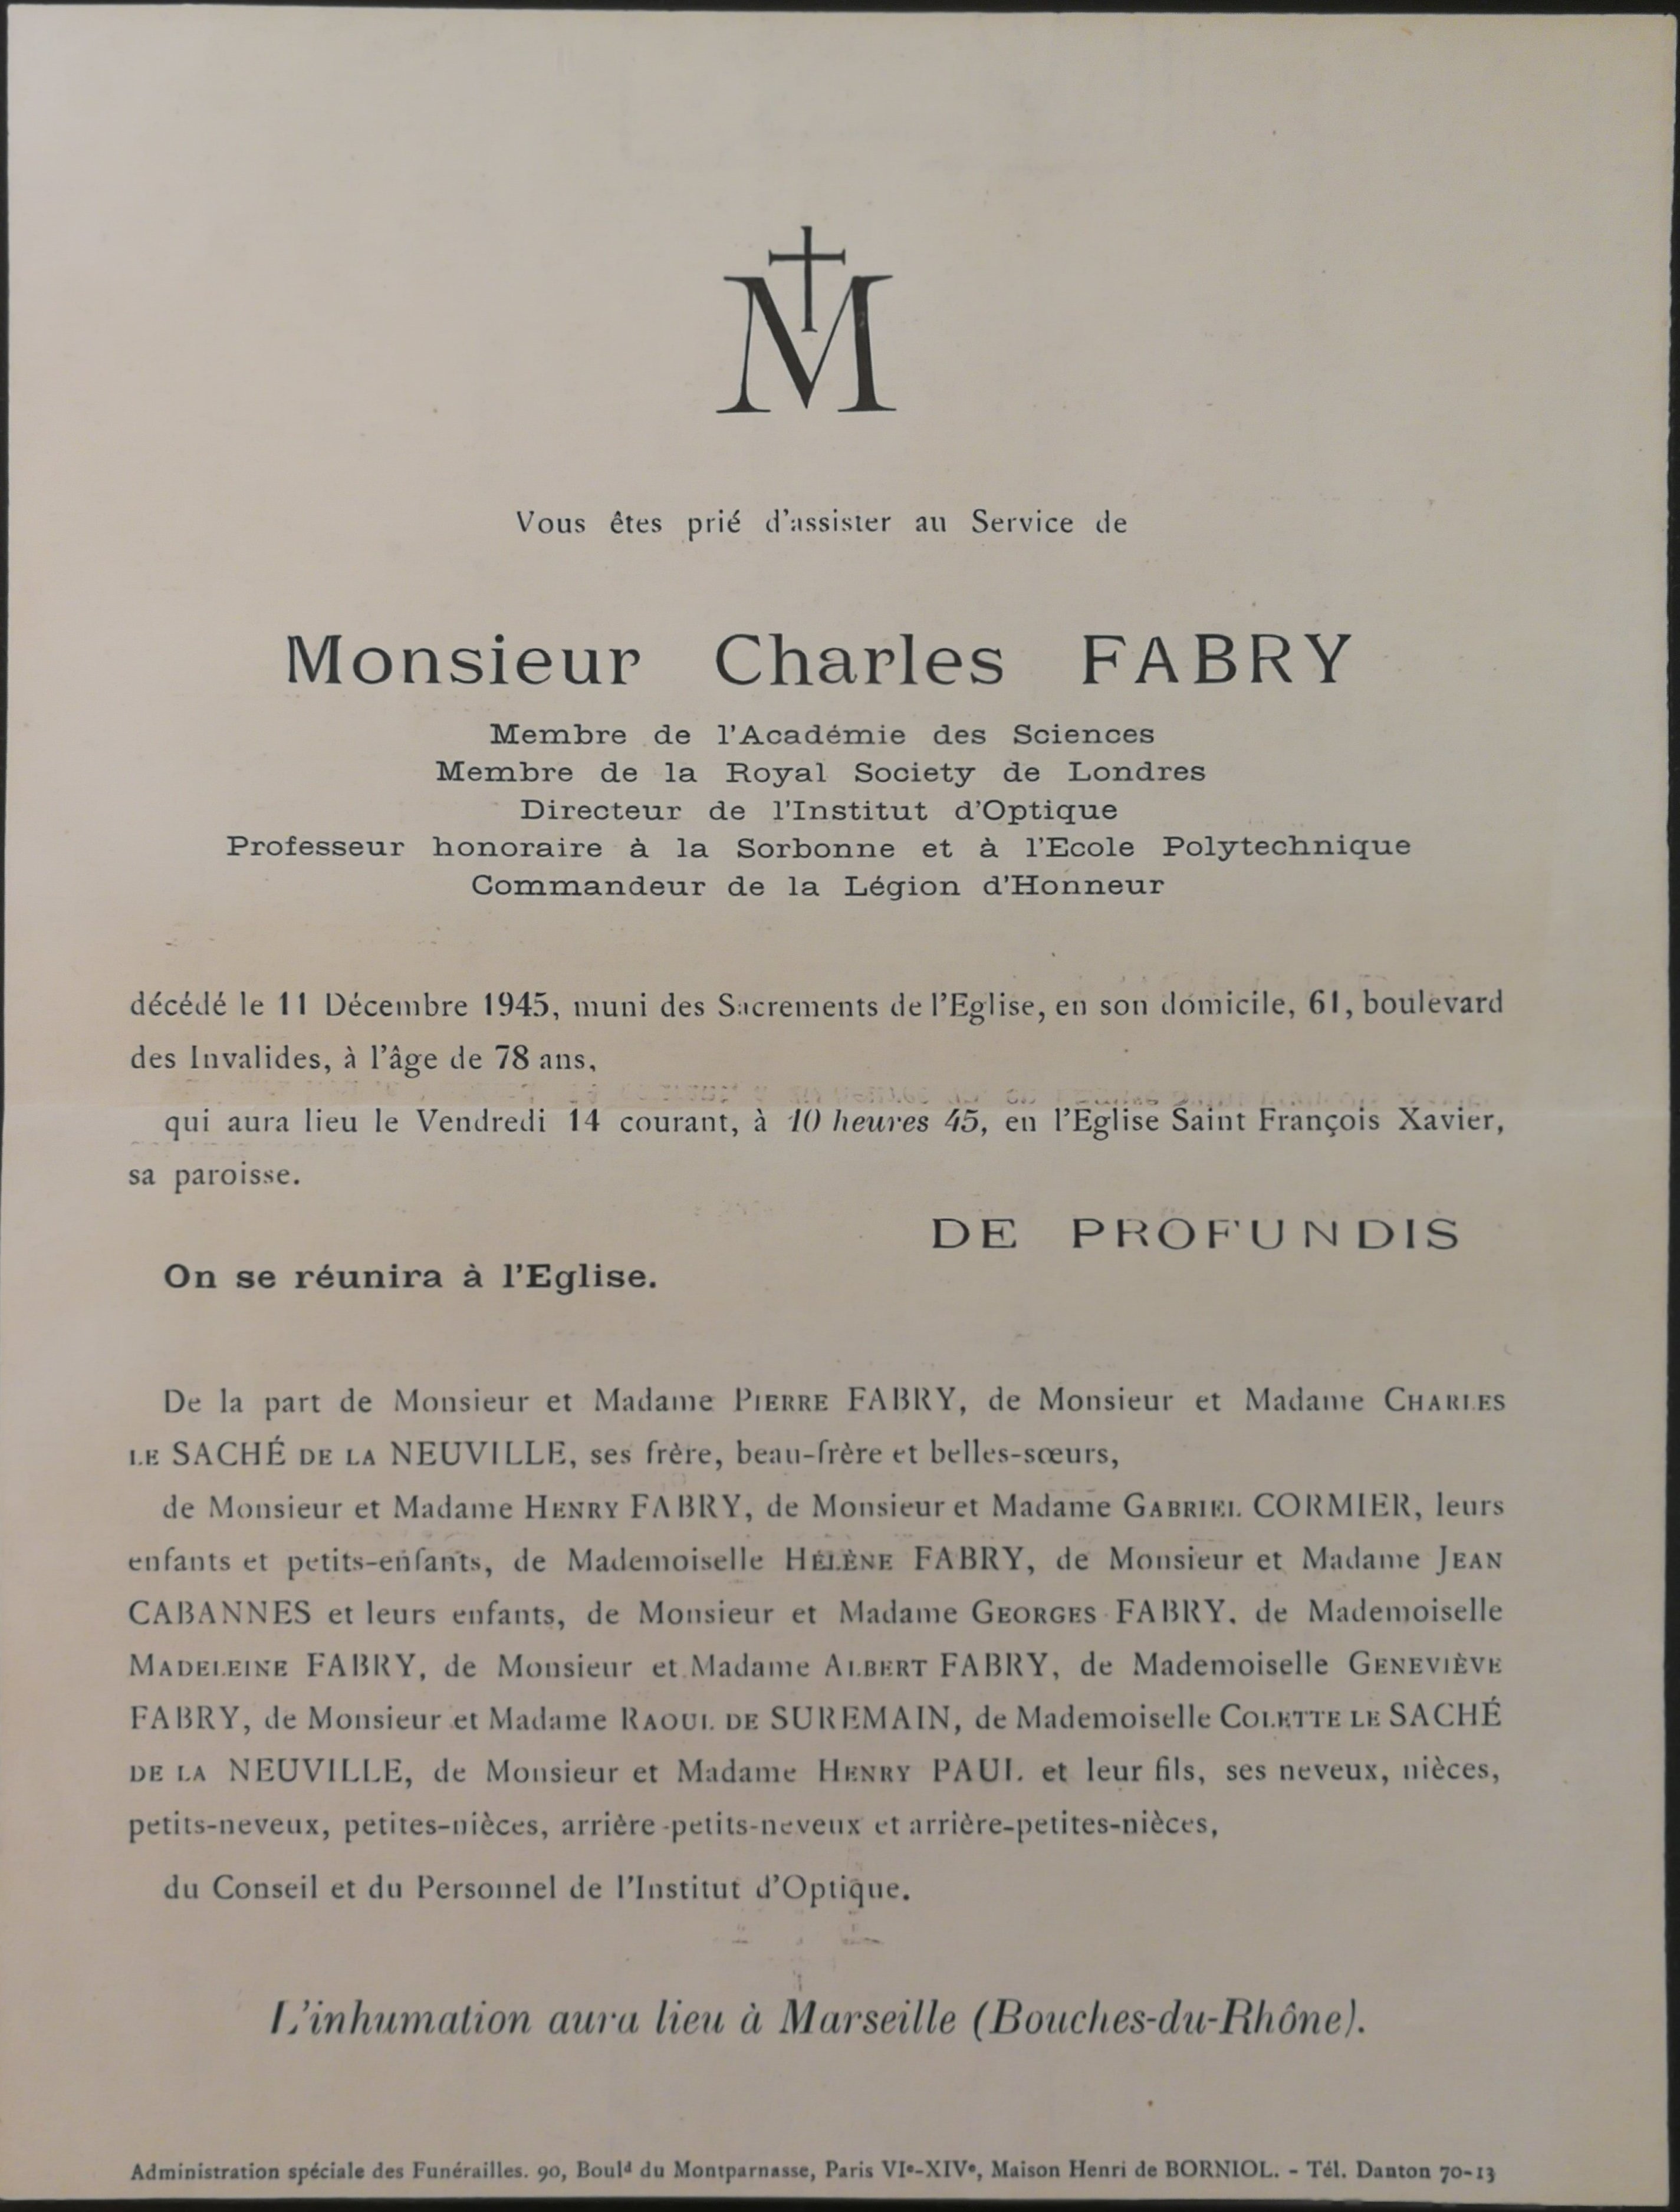 M
Vous êtes prié d'assister au Service de
Monsieur Charles FABRY
Membre de l'Académie des Sciences
Membre de la Royal Society de Londres
Directeur de l'Institut d'Optique
Professeur honoraire à la Sorbonne et à l'Ecole Polytechnique
Commandeur de la Légion d'Honneur
décédé le 11 Décembre 1945, muni des Sacrements de l'Eglise, en son domicile, 61, boulevard
des Invalides, à l'âge de 78 ans,
qui aura lieu le Vendredi 14 courant, à 10 heures 45, en l'Eglise Saint François Xavier,
sa paroisse.
DE PROFUNDIS
On se réunira à l'Eglise.
De la part de Monsieur et Madame PIERRE FABRY, de Monsieur et Madame CHARLES
LE SACHÉ DE LA NEUVILLE, ses frère, beau-frère et belles-sœurs,
de Monsieur et Madame HENRY FABRY, de Monsieur et Madame GABRIEL CORMIER, leurs
enfants et petits-enfants, de Mademoiselle HÉLÈNE FABRY, de Monsieur et Madame JEAN
CABANNES et leurs enfants, de Monsieur et Madame GEORGES FABRY, de Mademoiselle
MADELEINE FABRY, de Monsieur et Madame ALBERT FABRY, de Mademoiselle GENEVIÈVE
FABRY, de Monsieur et Madame RAOUL DE SUREMAIN, de Mademoiselle COLETTE LE SACHÉ
DE LA NEUVILLE, de Monsieur et Madame HENRY PAUL et leur fils, ses neveux, nièces,
petits-neveux, petites-nièces, arrière-petits-neveux et arrière-petites-nièces,
du Conseil et du Personnel de l'Institut d'Optique.
L'inhumation aura lieu à Marseille (Bouches-du-Rhône).
Administration spéciale des Funérailles. 90, Boulᵈ du Montparnasse, Paris VIᵉ-XIVᵉ, Maison Henri de BORNIOL. - Tél. Danton 70-13